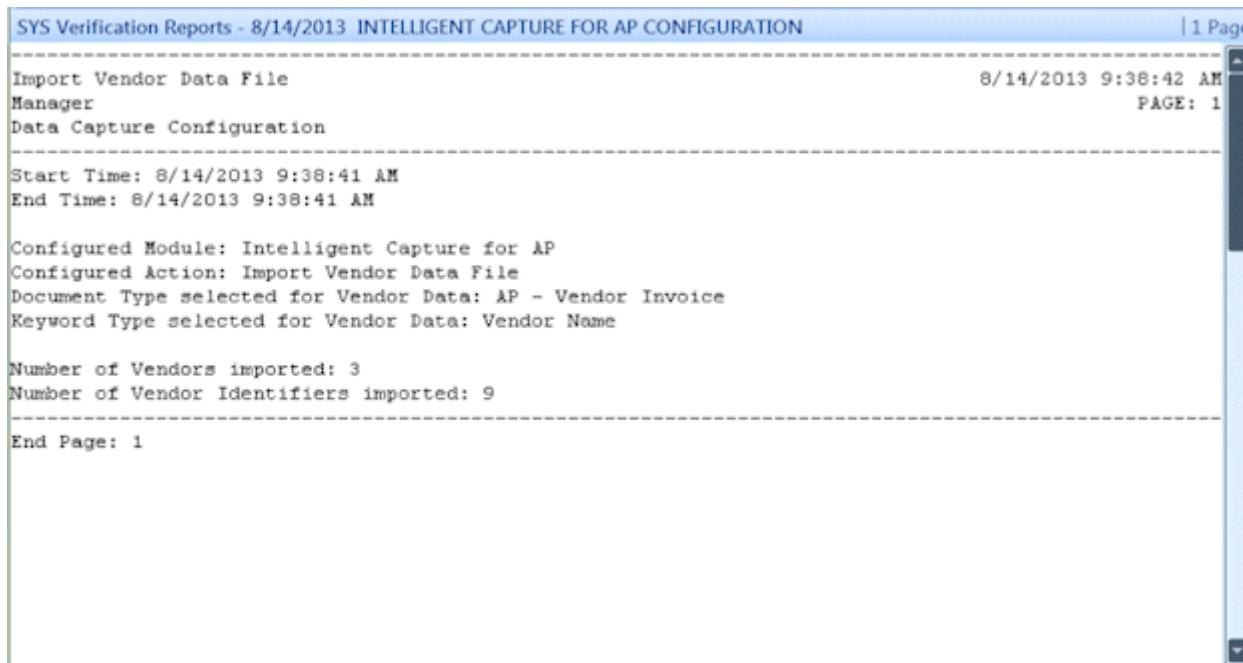 SYS Verification Reports - 8/14/2013 INTELLIGENT CAPTURE FOR AP CONFIGURATION | 1 Page
Import Vendor Data File 8/14/2013 9:38:42 AM
Manager PAGE: 1
Data Capture Configuration
Start Time: 8/14/2013 9:38:41 AM
End Time: 8/14/2013 9:38:41 AM
Configured Module: Intelligent Capture for AP
Configured Action: Import Vendor Data File
Document Type selected for Vendor Data: AP - Vendor Invoice
Keyword Type selected for Vendor Data: Vendor Name
Number of Vendors imported: 3
Number of Vendor Identifiers imported: 9
End Page: 1